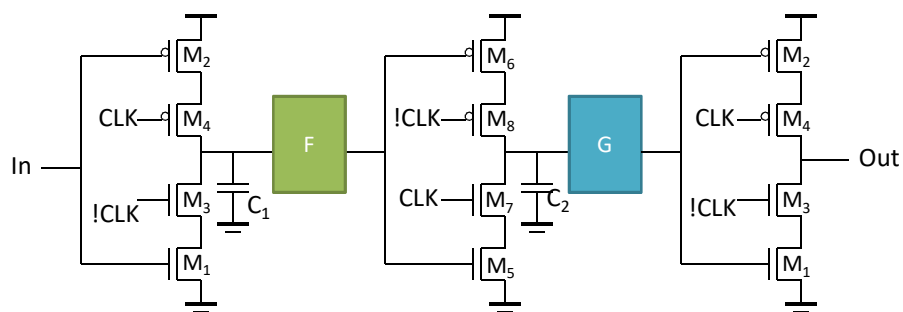 M2 M6 M2
CLK M4 !CLK M8 CLK M4
In F G Out
!CLK M3 C1 CLK M7 C2 !CLK M3
M1 M5 M1